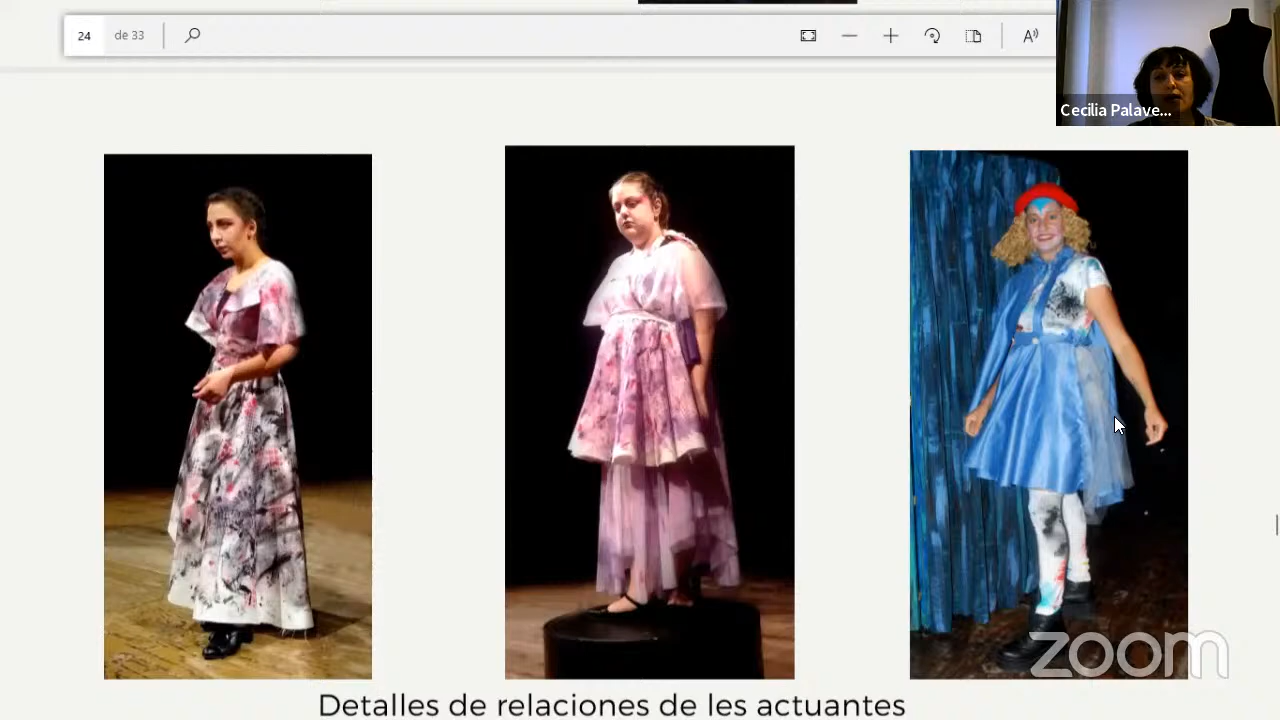 24 de 33
A
Cecilia Palave...
zoom
Detalles de relaciones de les actuantes